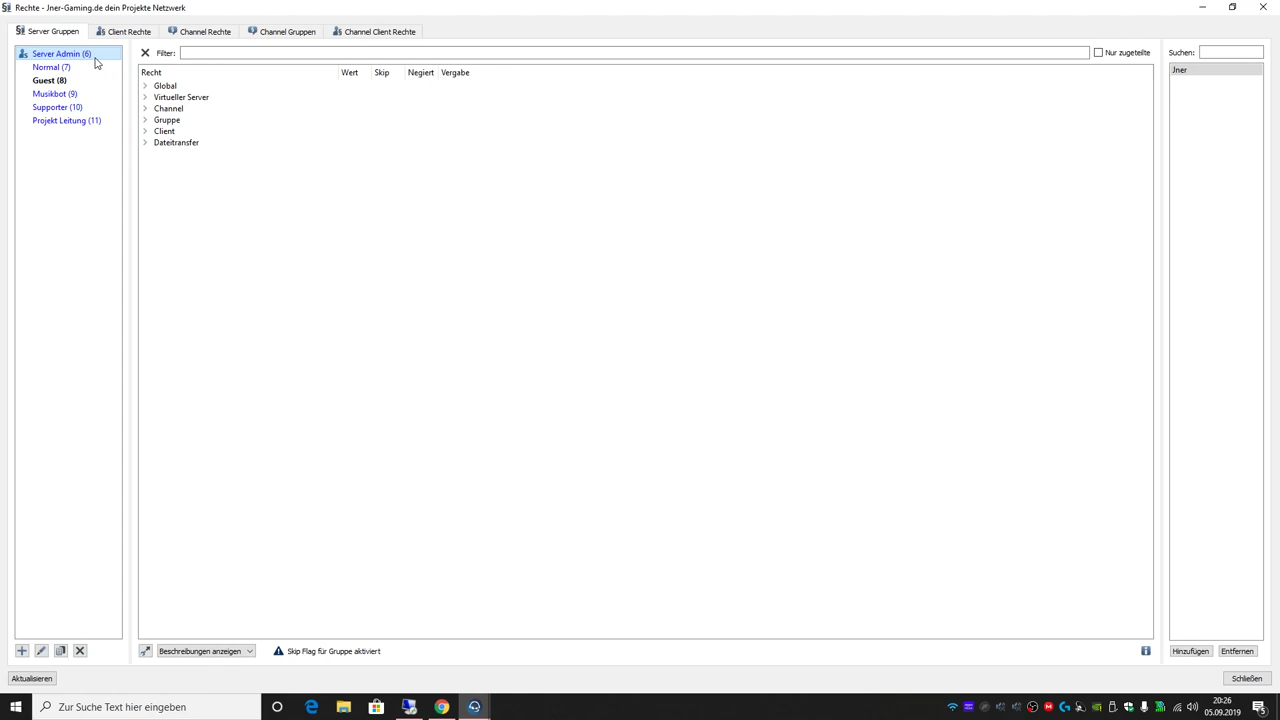 Rechte - Jner-Gaming.de dein Projekte Netzwerk
Server Gruppen
Client Rechte
Channel Rechte
Channel Gruppen
Channel Client Rechte
Server Admin (6)
Normal (7)
Guest (8)
Musikbot (9)
Supporter (10)
Projekt Leitung (11)
Filter:
Nur zugeteilte
Suchen:
Recht Wert Skip Negiert Vergabe
Global
Virtueller Server
Channel
Gruppe
Client
Dateitransfer
Jner
Beschreibungen anzeigen
Skip Flag für Gruppe aktiviert
Hinzufügen
Entfernen
Aktualisieren
Schließen
Zur Suche Text hier eingeben
20:26
05.09.2019